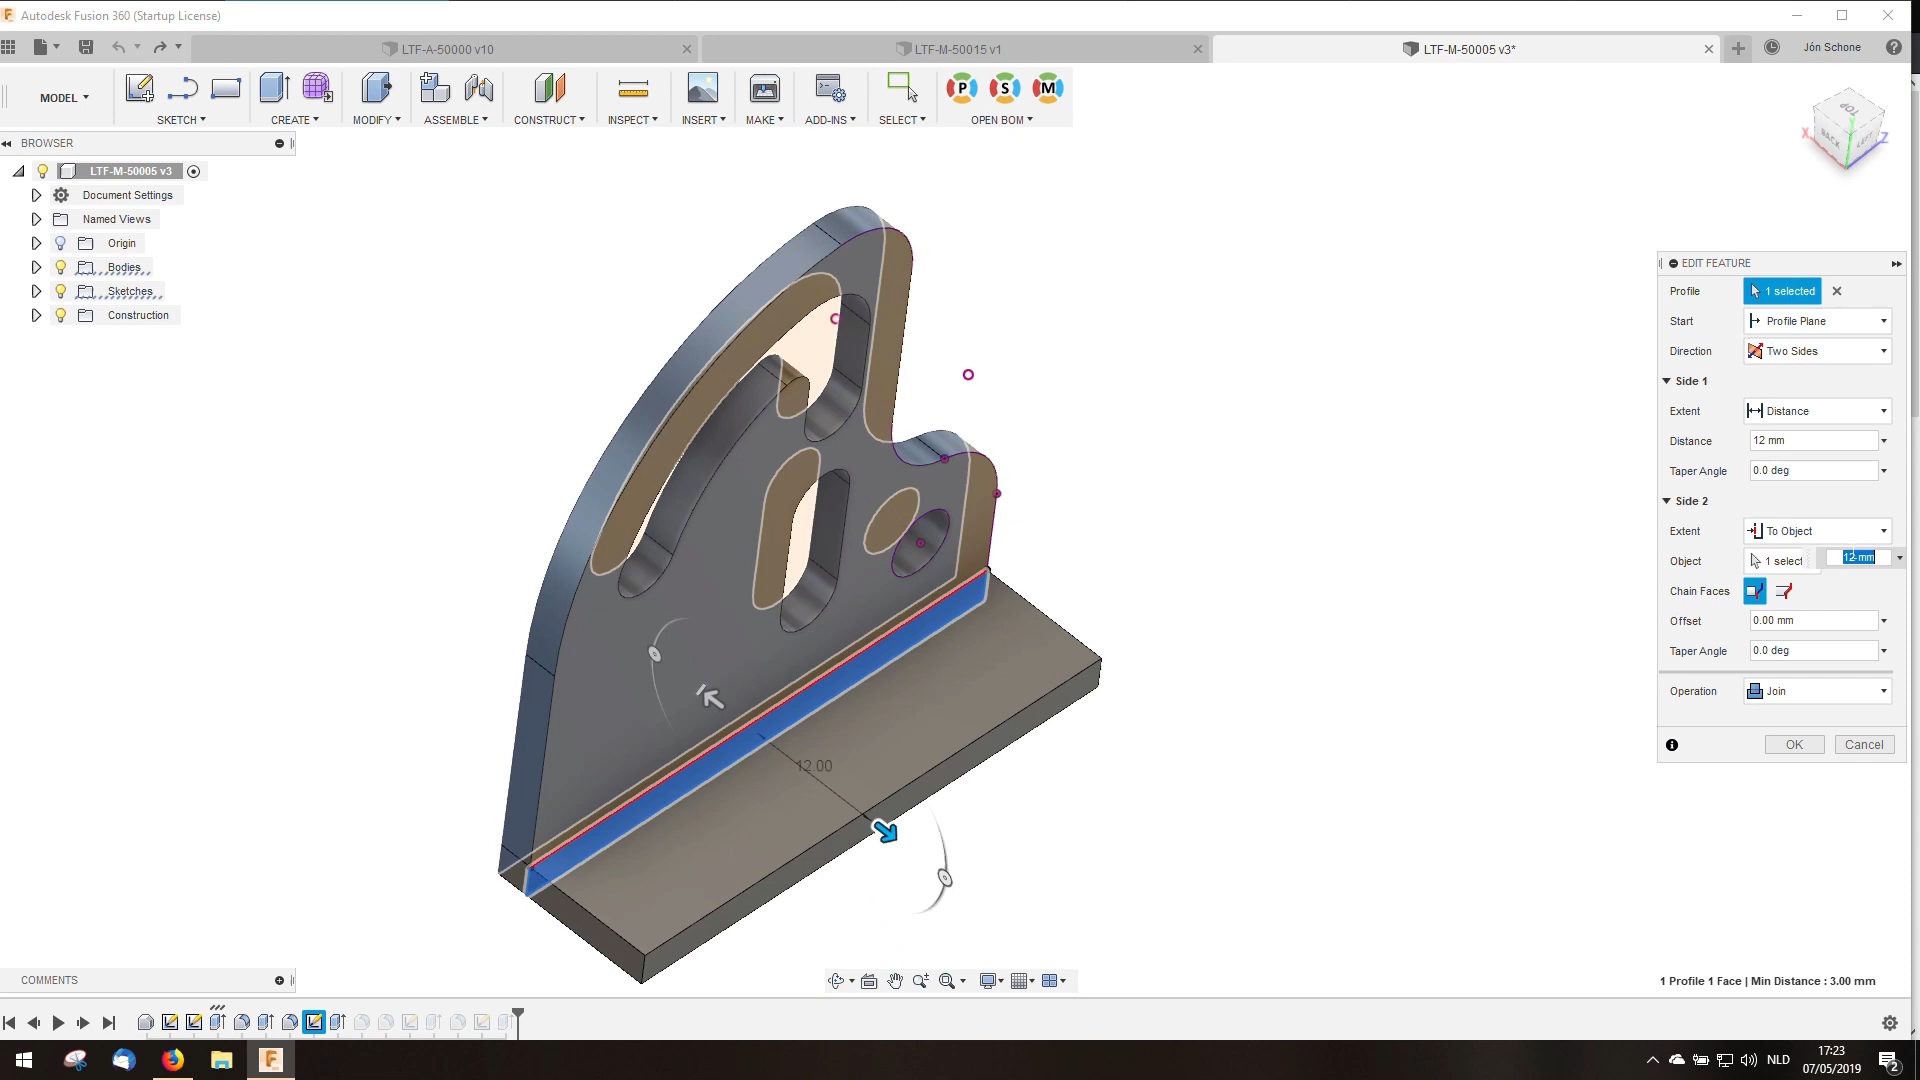 Autodesk Fusion 360 (Startup License)
LTF-A-50000 v10
LTF-M-50015 v1
LTF-M-50005 v3*
Jón Schone
MODEL
SKETCH
CREATE
MODIFY
ASSEMBLE
CONSTRUCT
INSPECT
INSERT
MAKE
ADD-INS
SELECT
P S M
OPEN BOM
TOP
BACK
LEFT
X
Y
Z
BROWSER
LTF-M-50005 v3
Document Settings
Named Views
Origin
Bodies
Sketches
Construction
EDIT FEATURE
Profile
1 selected
Start
Profile Plane
Direction
Two Sides
Side 1
Extent
Distance
Distance
12 mm
Taper Angle
0.0 deg
Side 2
Extent
To Object
Object
1 select
12 mm
Chain Faces
Offset
0.00 mm
Taper Angle
0.0 deg
Operation
Join
OK
Cancel
12.00
COMMENTS
1 Profile 1 Face | Min Distance : 3.00 mm
NLD
17:23
07/05/2019
2